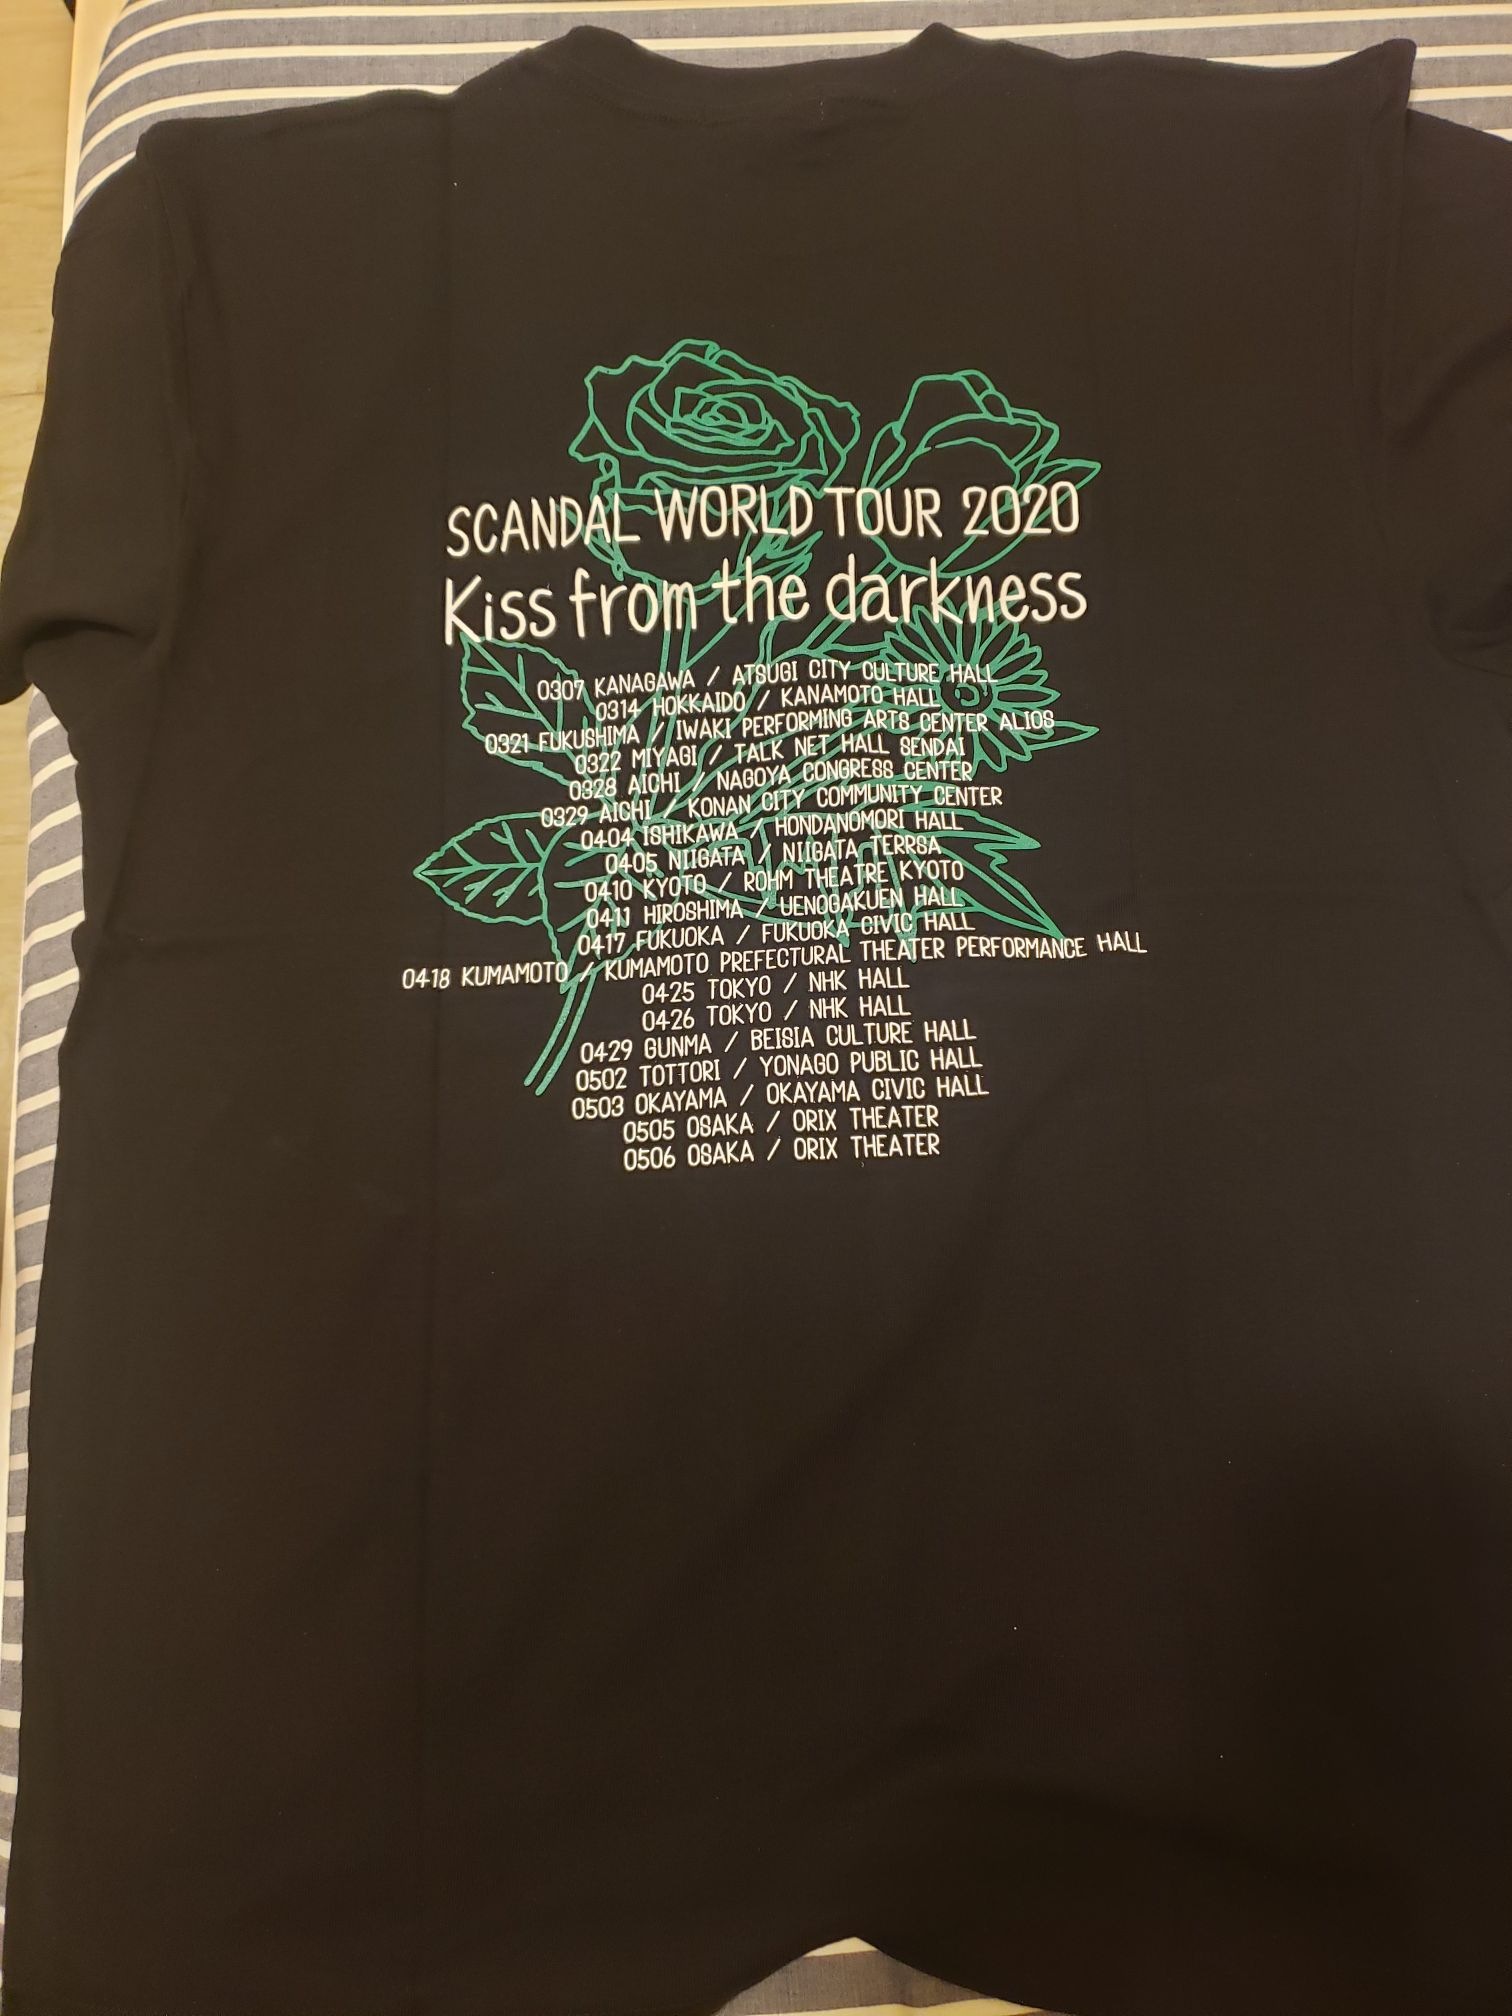 SCANDAL WORLD TOUR 2020
Kiss from the darkness
0307 KANAGAWA / ATSUGI CITY CULTURE HALL
0314 HOKKAIDO / KANAMOTO HALL
0321 FUKUSHIMA / IWAKI PERFORMING ARTS CENTER ALIOS
0322 MIYAGI / TALK NET HALL SENDAI
0328 AICHI / NAGOYA CONGRESS CENTER
0329 AICHI / KONAN CITY COMMUNITY CENTER
0404 ISHIKAWA / HONDANOMORI HALL
0405 NIIGATA / NIIGATA TERRSA
0410 KYOTO / ROHM THEATRE KYOTO
0411 HIROSHIMA / UENOGAKUEN HALL
0417 FUKUOKA / FUKUOKA CIVIC HALL
0418 KUMAMOTO / KUMAMOTO PREFECTURAL THEATER PERFORMANCE HALL
0425 TOKYO / NHK HALL
0426 TOKYO / NHK HALL
0429 GUNMA / BEISIA CULTURE HALL
0502 TOTTORI / YONAGO PUBLIC HALL
0503 OKAYAMA / OKAYAMA CIVIC HALL
0505 OSAKA / ORIX THEATER
0506 OSAKA / ORIX THEATER